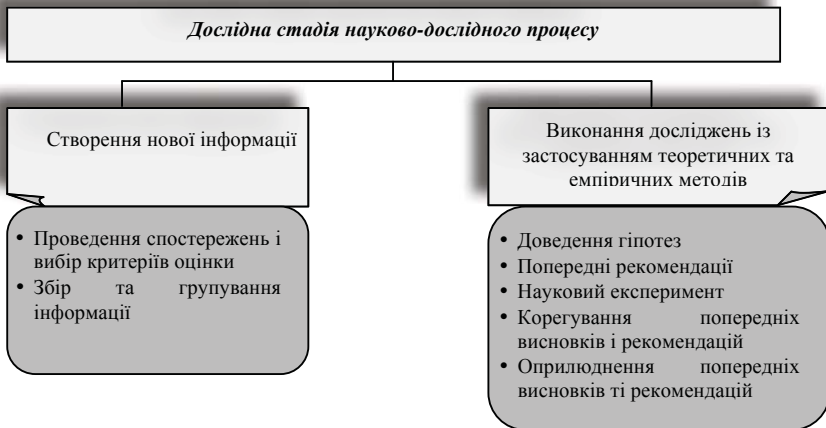 Дослідна стадія науково-дослідного процесу
Створення нової інформації
Виконання досліджень із
застосуванням теоретичних та
емпіричних методів
• Проведення спостережень і
вибір критеріїв оцінки
• Збір та групування
інформації
• Доведення гіпотез
• Попередні рекомендації
• Науковий експеримент
• Корегування попередніх
висновків і рекомендацій
• Оприлюднення попередніх
висновків ті рекомендацій